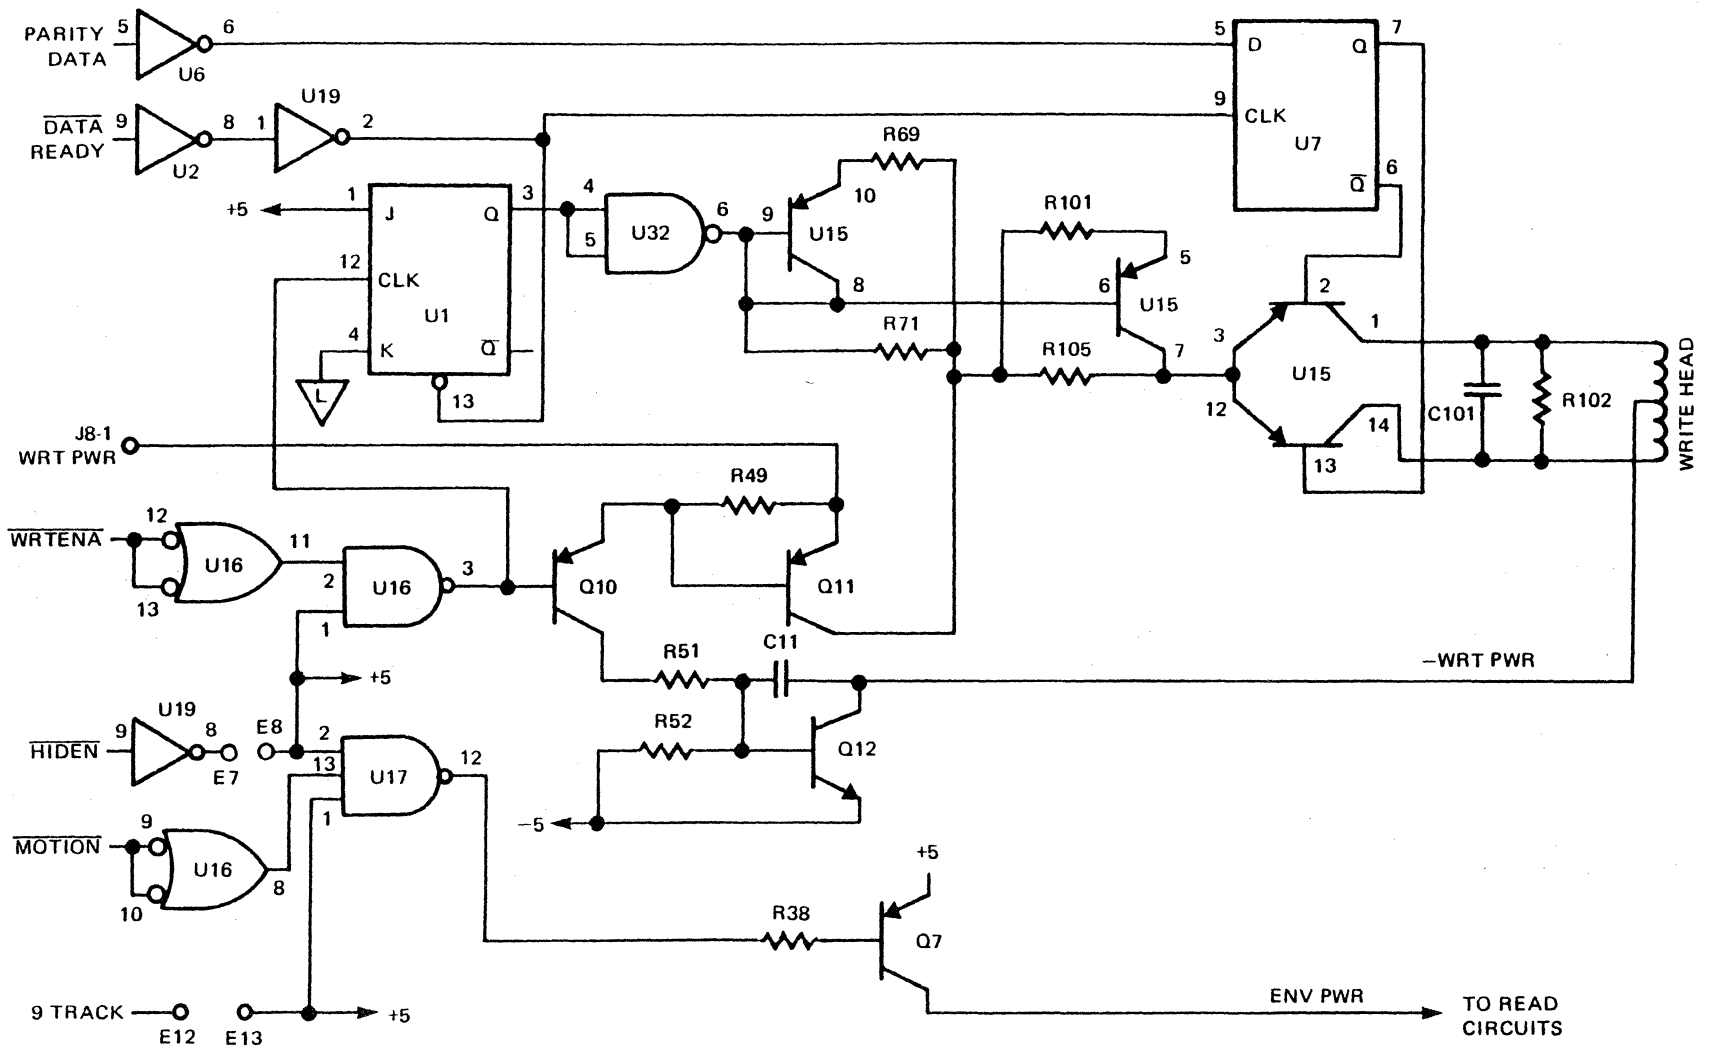 PARITY
DATA
5
6
U6
5
D
Q
7
DATA
READY
9
8
U2
U19
1
2
9
CLK
U7
Q
6
+5
1
J
Q
3
12
CLK
U1
4
K
Q
13
L
4
5
U32
6
9
U15
10
8
R69
R71
R101
5
6
U15
7
R105
3
2
1
U15
12
13
14
C101
R102
WRITE HEAD
J8-1
WRT PWR
R49
WRTENA
12
13
U16
11
2
1
U16
3
Q10
Q11
C11
R51
R52
Q12
−WRT PWR
−5
+5
HIDEN
9
U19
8
E7
E8
2
13
1
U17
12
MOTION
9
10
U16
8
R38
+5
Q7
9 TRACK
E12
E13
+5
ENV PWR
TO READ
CIRCUITS